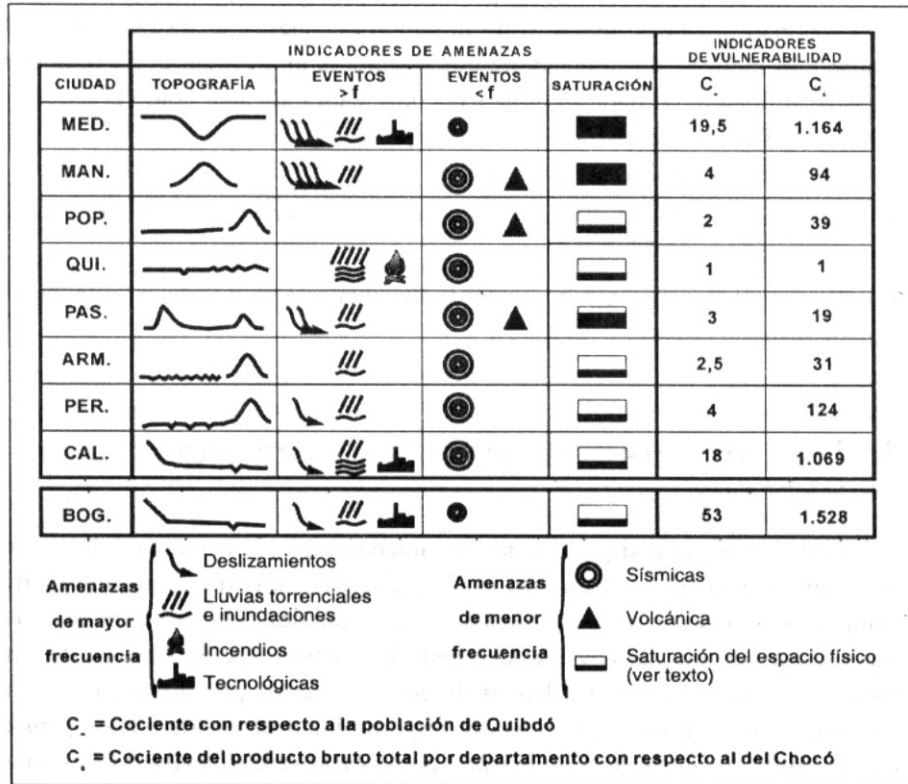 INDICADORES DE AMENAZAS
INDICADORES DE VULNERABILIDAD
CIUDAD TOPOGRAFÍA EVENTOS > f EVENTOS < f SATURACIÓN C C
MED. 19,5 1.164
MAN. 4 94
POP. 2 39
QUI. 1 1
PAS. 3 19
ARM. 2,5 31
PER. 4 124
CAL. 18 1.069
BOG. 53 1.528
Amenazas de mayor frecuencia
Deslizamientos
Lluvias torrenciales
e inundaciones
Incendios
Tecnológicas
Amenazas de menor frecuencia
Sísmicas
Volcánica
Saturación del espacio físico
(ver texto)
C = Cociente con respecto a la población de Quibdó
C = Cociente del producto bruto total por departamento con respecto al del Chocó